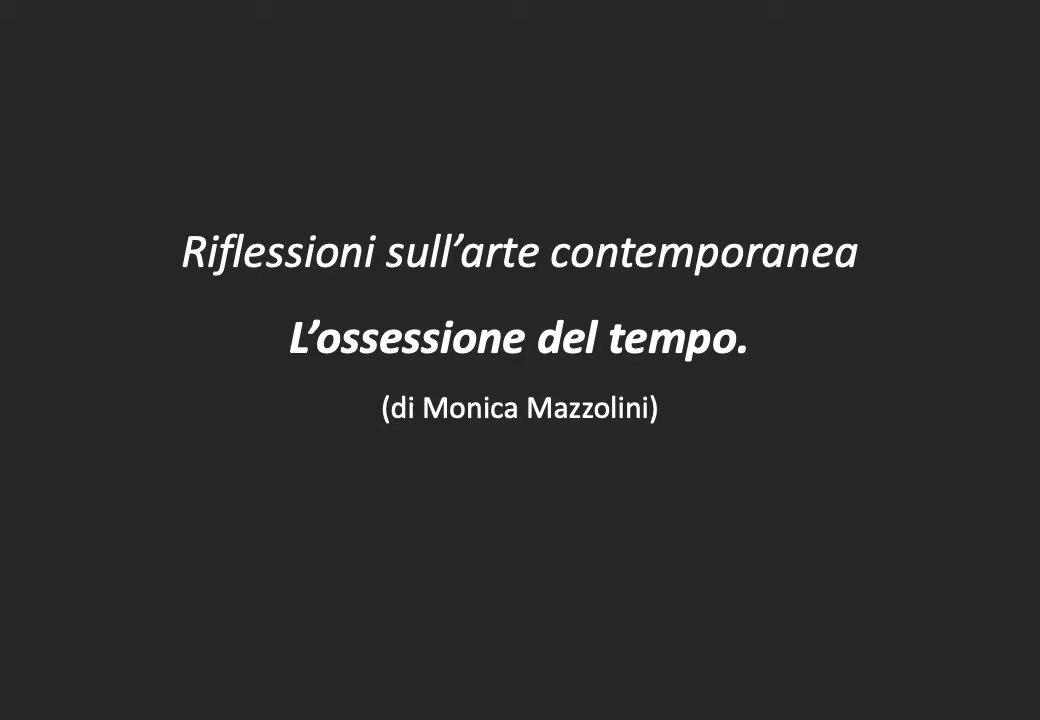 Riflessioni sull’arte contemporanea
L’ossessione del tempo.
(di Monica Mazzolini)